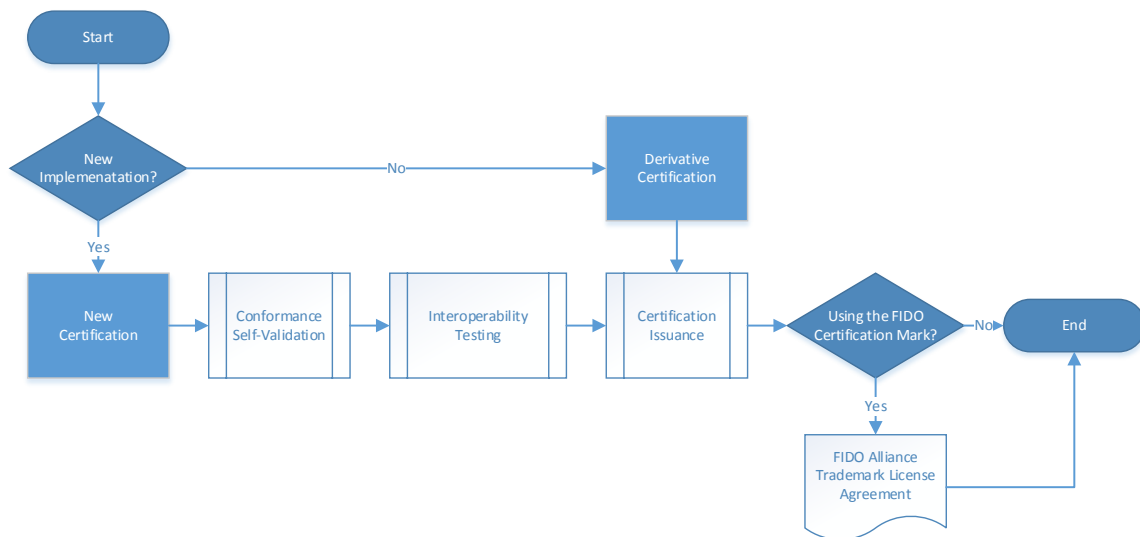 Start
New
Implemenatation?
No
Derivative
Certification
Yes
New
Certification
Conformance
Self-Validation
Interoperability
Testing
Certification
Issuance
Using the FIDO
Certification Mark?
No
End
Yes
FIDO Alliance
Trademark License
Agreement